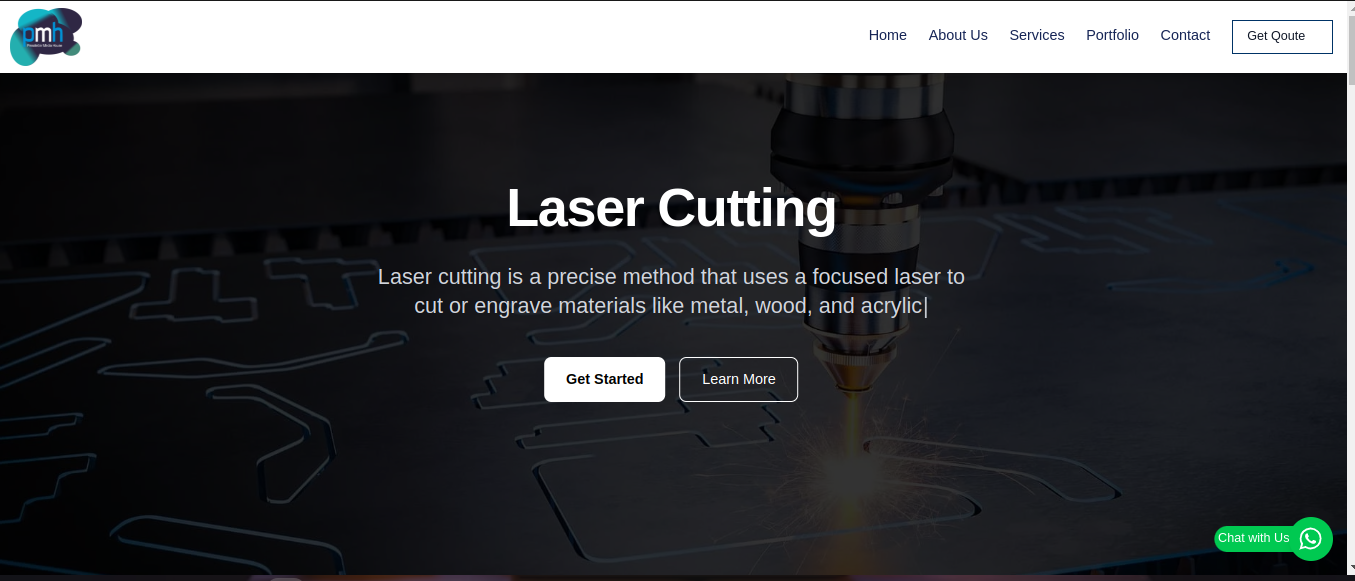 pmh
Home About Us Services Portfolio Contact Get Qoute
Laser Cutting
Laser cutting is a precise method that uses a focused laser to
cut or engrave materials like metal, wood, and acrylic|
Get Started Learn More
Chat with Us